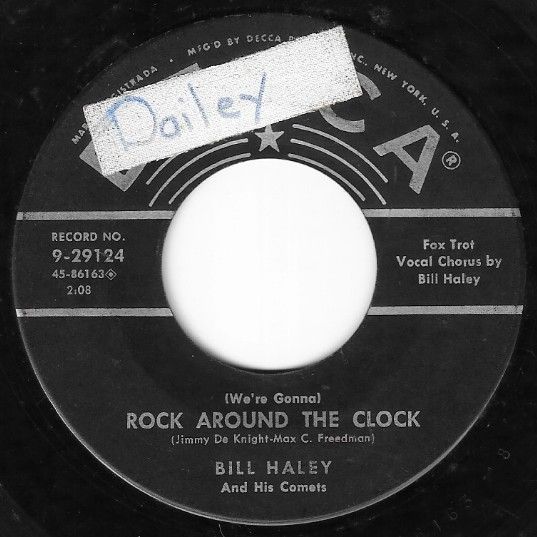 REGISTRADA • MFG'D BY DECCA
INC., NEW YORK, U. S. A.
Dailey
CA®
RECORD NO.
9-29124
45-86163
2:08
Fox Trot
Vocal Chorus by
Bill Haley
(We're Gonna)
ROCK AROUND THE CLOCK
(Jimmy De Knight-Max C. Freedman)
BILL HALEY
And His Comets